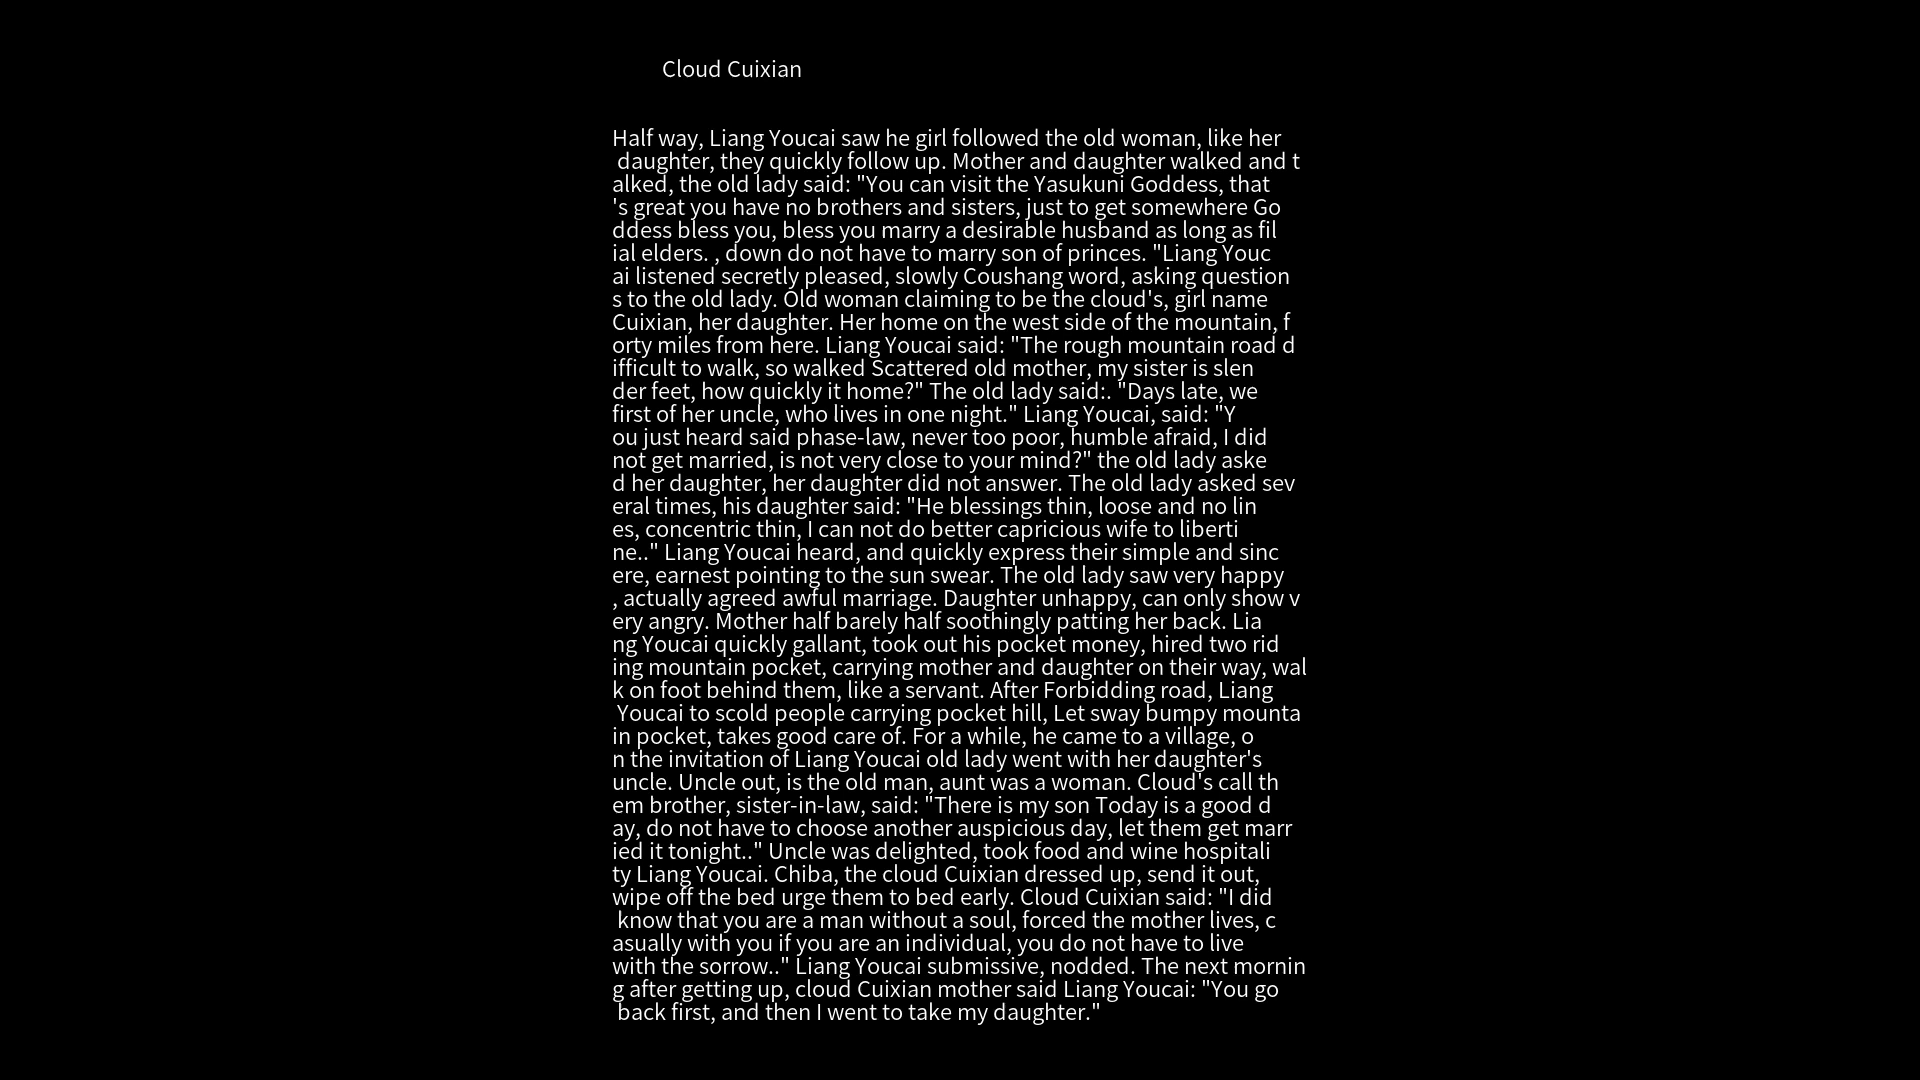 Cloud Cuixian
Half way, Liang Youcai saw he girl followed the old woman, like her
daughter, they quickly follow up. Mother and daughter walked and t
alked, the old lady said: "You can visit the Yasukuni Goddess, that
's great you have no brothers and sisters, just to get somewhere Go
ddess bless you, bless you marry a desirable husband as long as fil
ial elders. , down do not have to marry son of princes. "Liang Youc
ai listened secretly pleased, slowly Coushang word, asking question
s to the old lady. Old woman claiming to be the cloud's, girl name
Cuixian, her daughter. Her home on the west side of the mountain, f
orty miles from here. Liang Youcai said: "The rough mountain road d
ifficult to walk, so walked Scattered old mother, my sister is slen
der feet, how quickly it home?" The old lady said:. "Days late, we
first of her uncle, who lives in one night." Liang Youcai, said: "Y
ou just heard said phase-law, never too poor, humble afraid, I did
not get married, is not very close to your mind?" the old lady aske
d her daughter, her daughter did not answer. The old lady asked sev
eral times, his daughter said: "He blessings thin, loose and no lin
es, concentric thin, I can not do better capricious wife to liberti
ne.." Liang Youcai heard, and quickly express their simple and sinc
ere, earnest pointing to the sun swear. The old lady saw very happy
, actually agreed awful marriage. Daughter unhappy, can only show v
ery angry. Mother half barely half soothingly patting her back. Lia
ng Youcai quickly gallant, took out his pocket money, hired two rid
ing mountain pocket, carrying mother and daughter on their way, wal
k on foot behind them, like a servant. After Forbidding road, Liang
Youcai to scold people carrying pocket hill, Let sway bumpy mounta
in pocket, takes good care of. For a while, he came to a village, o
n the invitation of Liang Youcai old lady went with her daughter's
uncle. Uncle out, is the old man, aunt was a woman. Cloud's call th
em brother, sister-in-law, said: "There is my son Today is a good d
ay, do not have to choose another auspicious day, let them get marr
ied it tonight.." Uncle was delighted, took food and wine hospitali
ty Liang Youcai. Chiba, the cloud Cuixian dressed up, send it out,
wipe off the bed urge them to bed early. Cloud Cuixian said: "I did
know that you are a man without a soul, forced the mother lives, c
asually with you if you are an individual, you do not have to live
with the sorrow.." Liang Youcai submissive, nodded. The next mornin
g after getting up, cloud Cuixian mother said Liang Youcai: "You go
back first, and then I went to take my daughter."